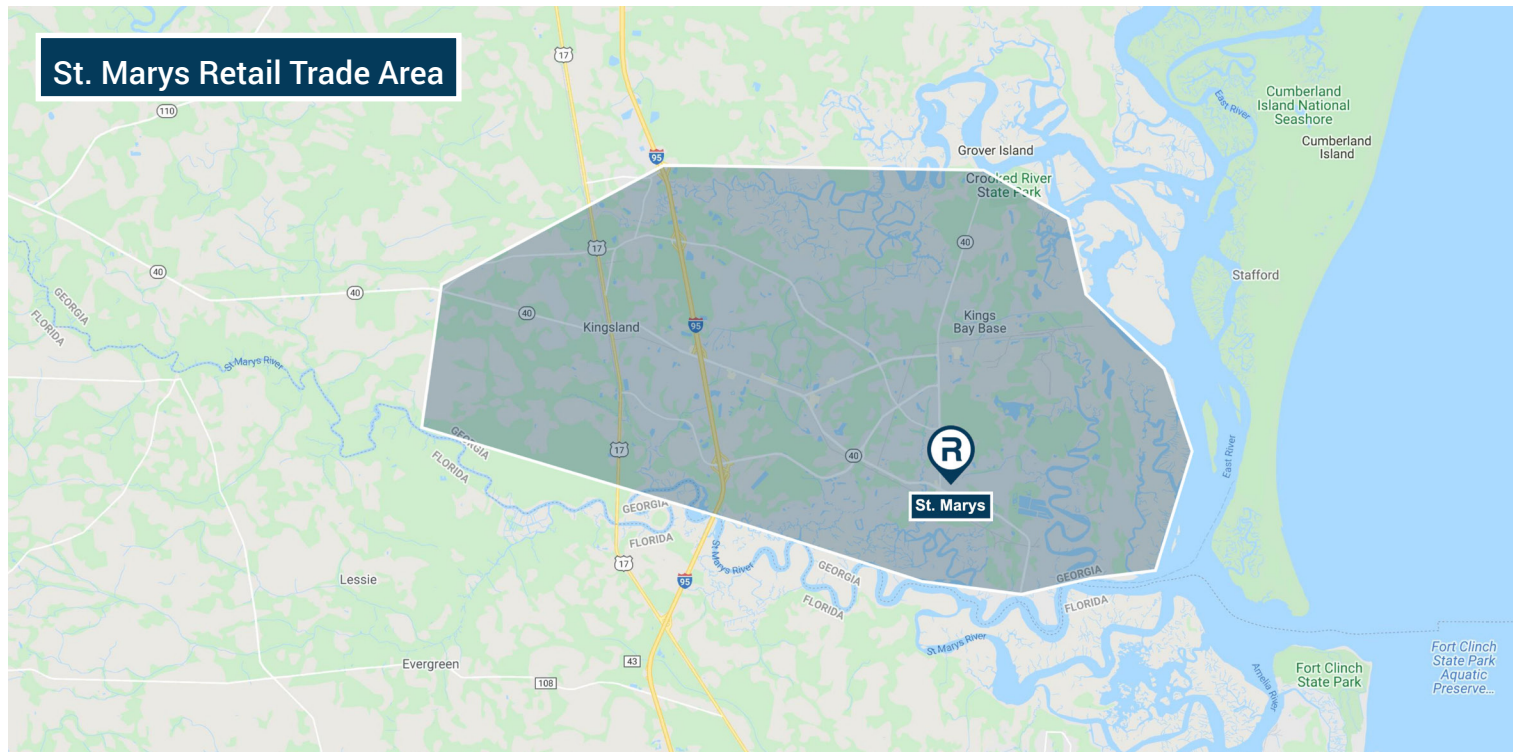 St. Marys Retail Trade Area
17
110
95
East River
Cumberland
Island National
Seashore
Cumberland
Island
Grover Island
Crooked River
State Park
17
40
40
40
40
Stafford
GEORGIA
FLORIDA
Kingsland
95
Kings
Bay Base
St Marys River
GEORGIA
FLORIDA
17
40
R
East River
St. Marys
GEORGIA
FLORIDA
17
95
St Marys River
GEORGIA
FLORIDA
GEORGIA
FLORIDA
Lessie
St Marys River
Evergreen
43
108
Amelia River
Fort Clinch
State Park
Fort Clinch
State Park
Aquatic
Preserve...